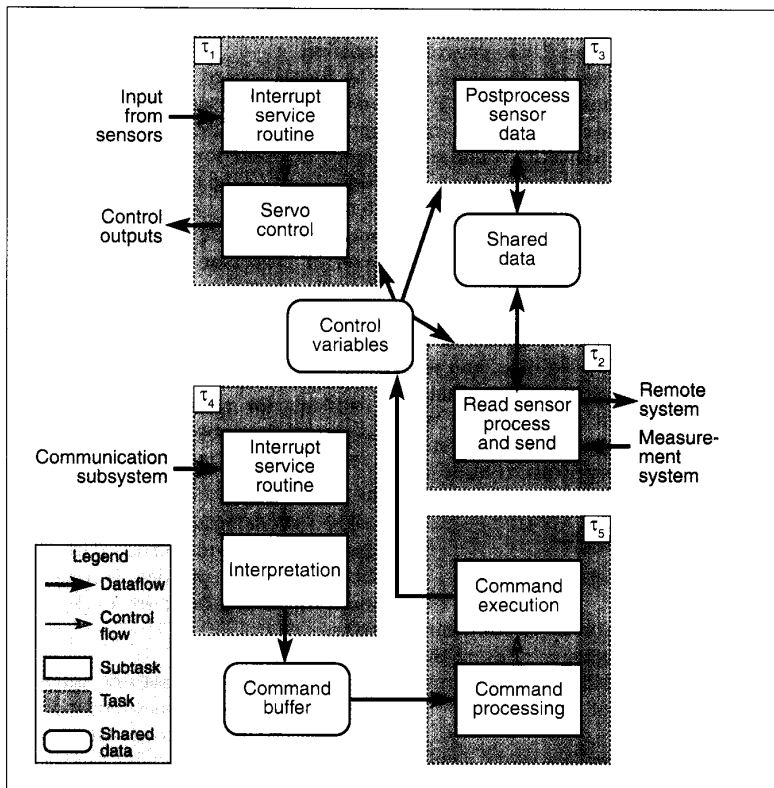 τ1
Input
from
sensors
Interrupt
service
routine
Control
outputs
Servo
control
τ3
Postprocess
sensor
data
Shared
data
Control
variables
τ2
Read sensor
process
and send
Remote
system
Measure-
ment
system
τ4
Communication
subsystem
Interrupt
service
routine
Interpretation
Command
buffer
τ5
Command
execution
Command
processing
Legend
Dataflow
Control
flow
Subtask
Task
Shared
data